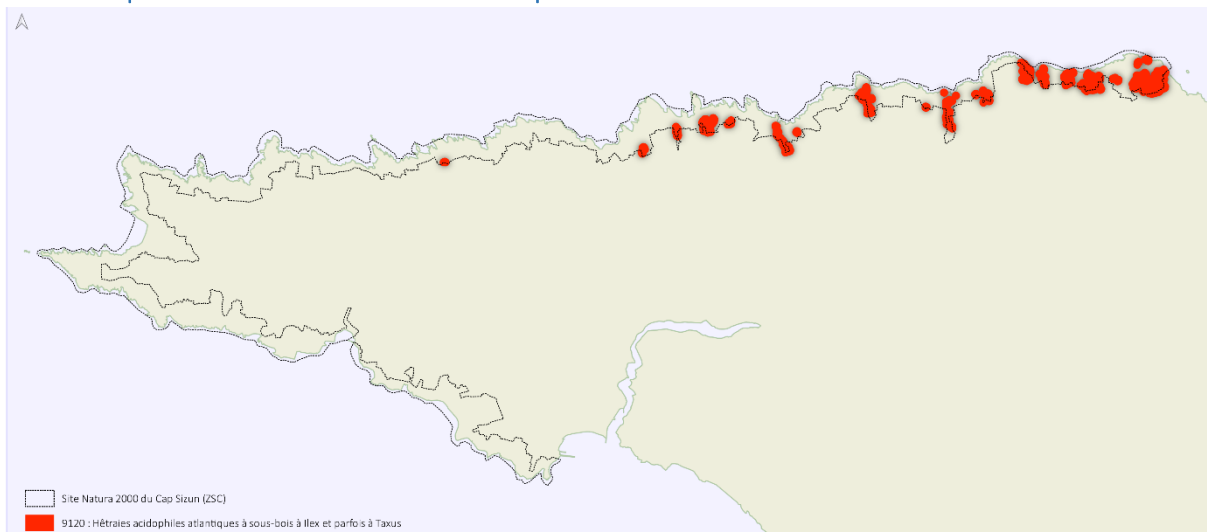 Site Natura 2000 du Cap Sizun (ZSC)
9120 : Hêtraies acidophiles atlantiques à sous-bois à Ilex et parfois à Taxus